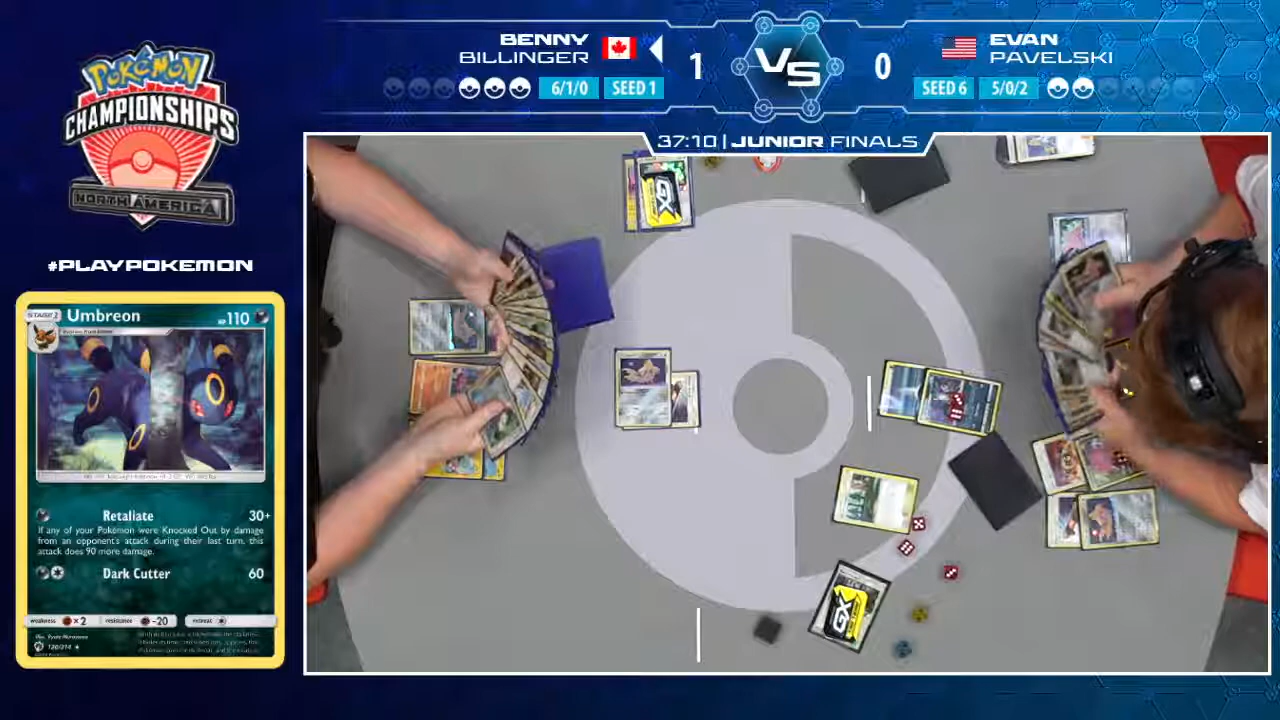 Pokémon
CHAMPIONSHIPS
NORTH AMERICA
#PLAYPOKEMON
BENNY
BILLINGER
6/1/0
SEED 1
1
VS
0
EVAN
PAVELSKI
SEED 6
5/0/2
37:10 | JUNIOR FINALS
Umbreon
HP110
Retaliate 30+
If any of your Pokémon were Knocked Out by damage
from an opponent's attack during their last turn, this
attack does 90 more damage.
Dark Cutter 60
weakness ×2 resistance -20 retreat
GX
GX